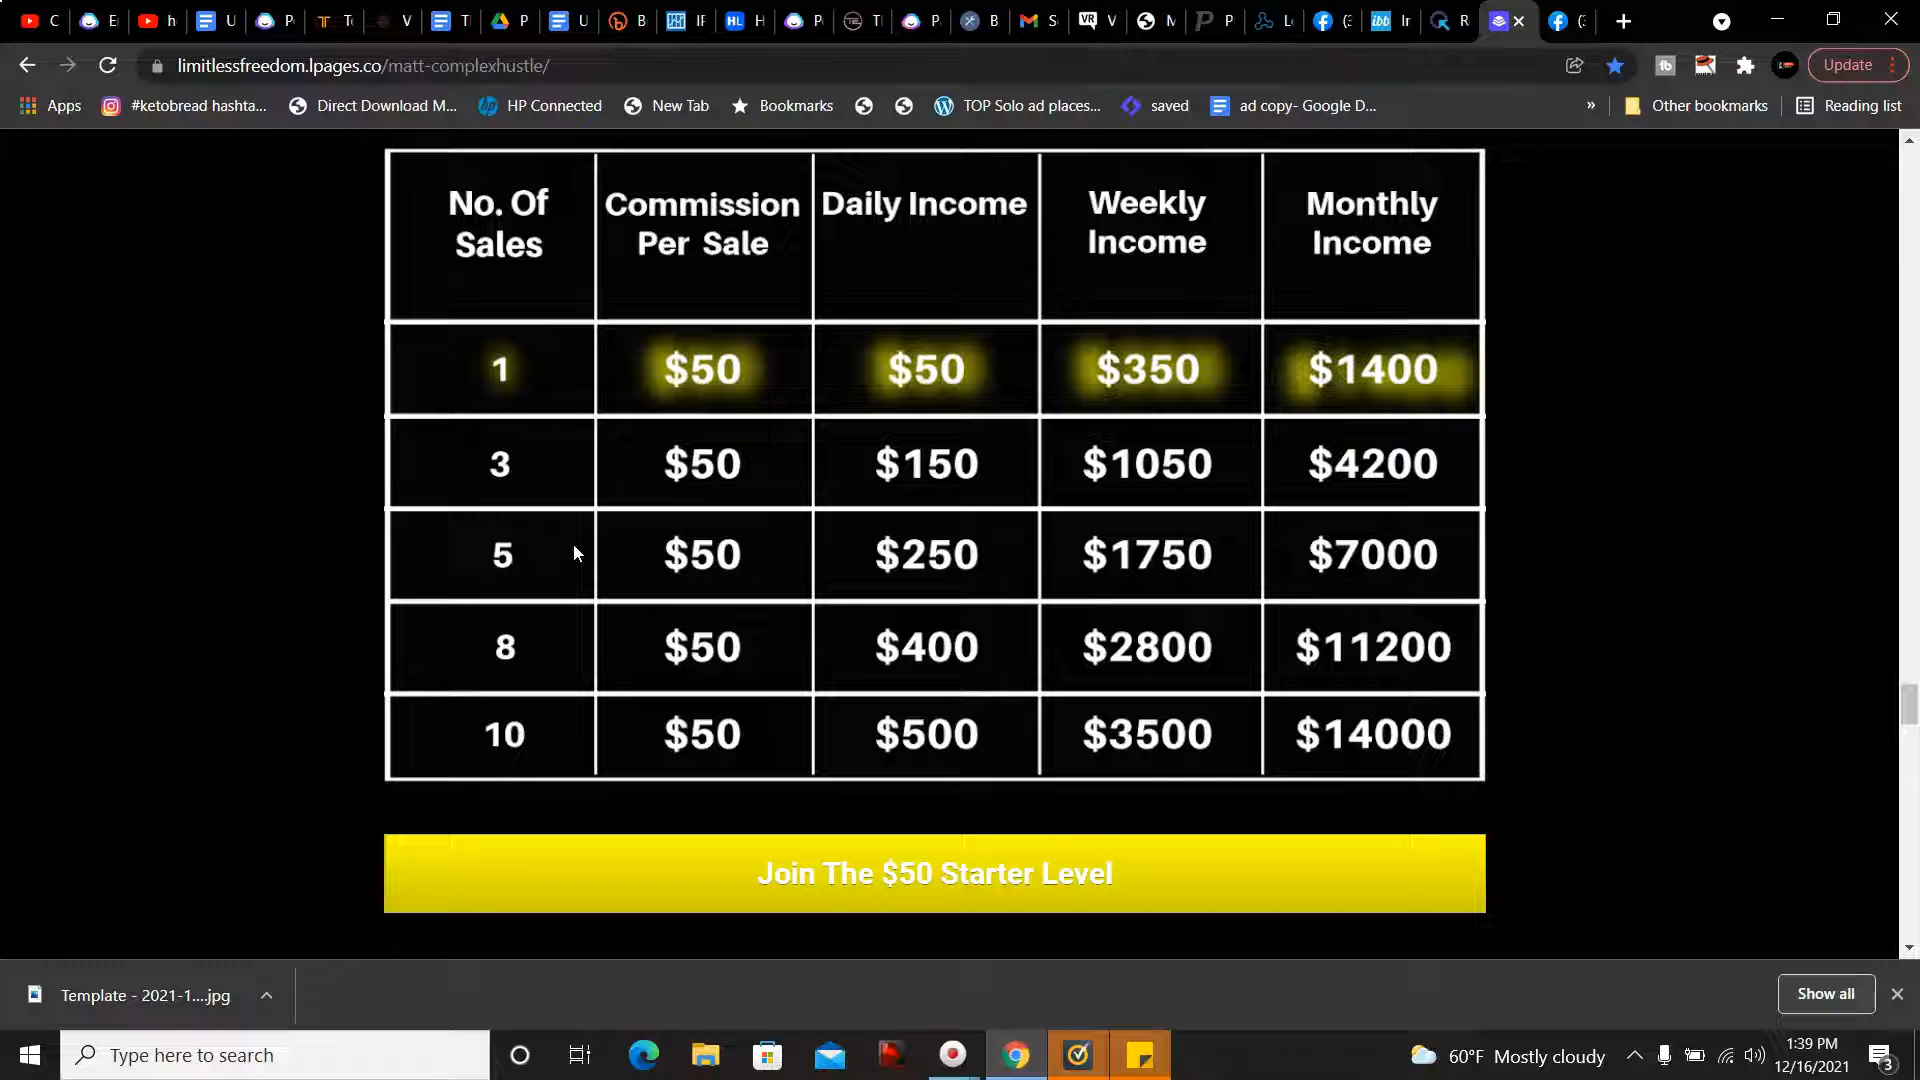 C
E
h
U
P
T
V
T
P
U
B
IF
H
P
T
P
B
S
V
M
P
L
(
In
R
(
limitlessfreedom.lpages.co/matt-complexhustle/
Update
Apps
#ketobread hashta...
Direct Download M...
HP Connected
New Tab
Bookmarks
TOP Solo ad places...
saved
ad copy- Google D...
»
Other bookmarks
Reading list
No. Of
Sales
Commission
Per Sale
Daily Income
Weekly
Income
Monthly
Income
1 $50 $50 $350 $1400
3 $50 $150 $1050 $4200
5 $50 $250 $1750 $7000
8 $50 $400 $2800 $11200
10 $50 $500 $3500 $14000
Join The $50 Starter Level
Template - 2021-1....jpg
Show all
Type here to search
60°F Mostly cloudy
1:39 PM
12/16/2021
3